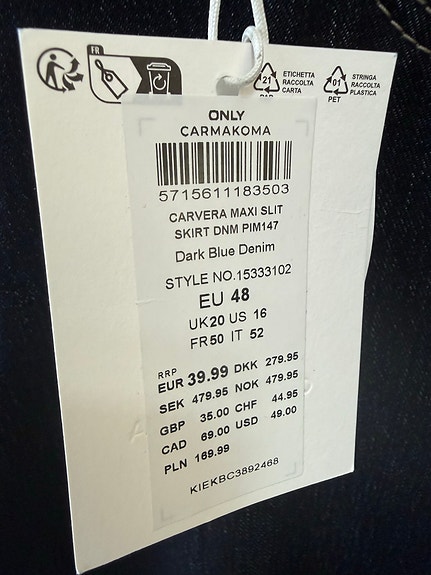 FR
21
ETICHETTA
RACCOLTA
CARTA
01
PET
STRINGA
RACCOLTA
PLASTICA
ONLY
CARMAKOMA
5715611183503
CARVERA MAXI SLIT
SKIRT DNM PIM147
Dark Blue Denim
STYLE NO.15333102
EU 48
UK20 US 16
FR50 IT 52
RRP
EUR 39.99 DKK 279.95
SEK 479.95 NOK 479.95
GBP 35.00 CHF 44.95
CAD 69.00 USD 49.00
PLN 169.99
KIEKBC3892468